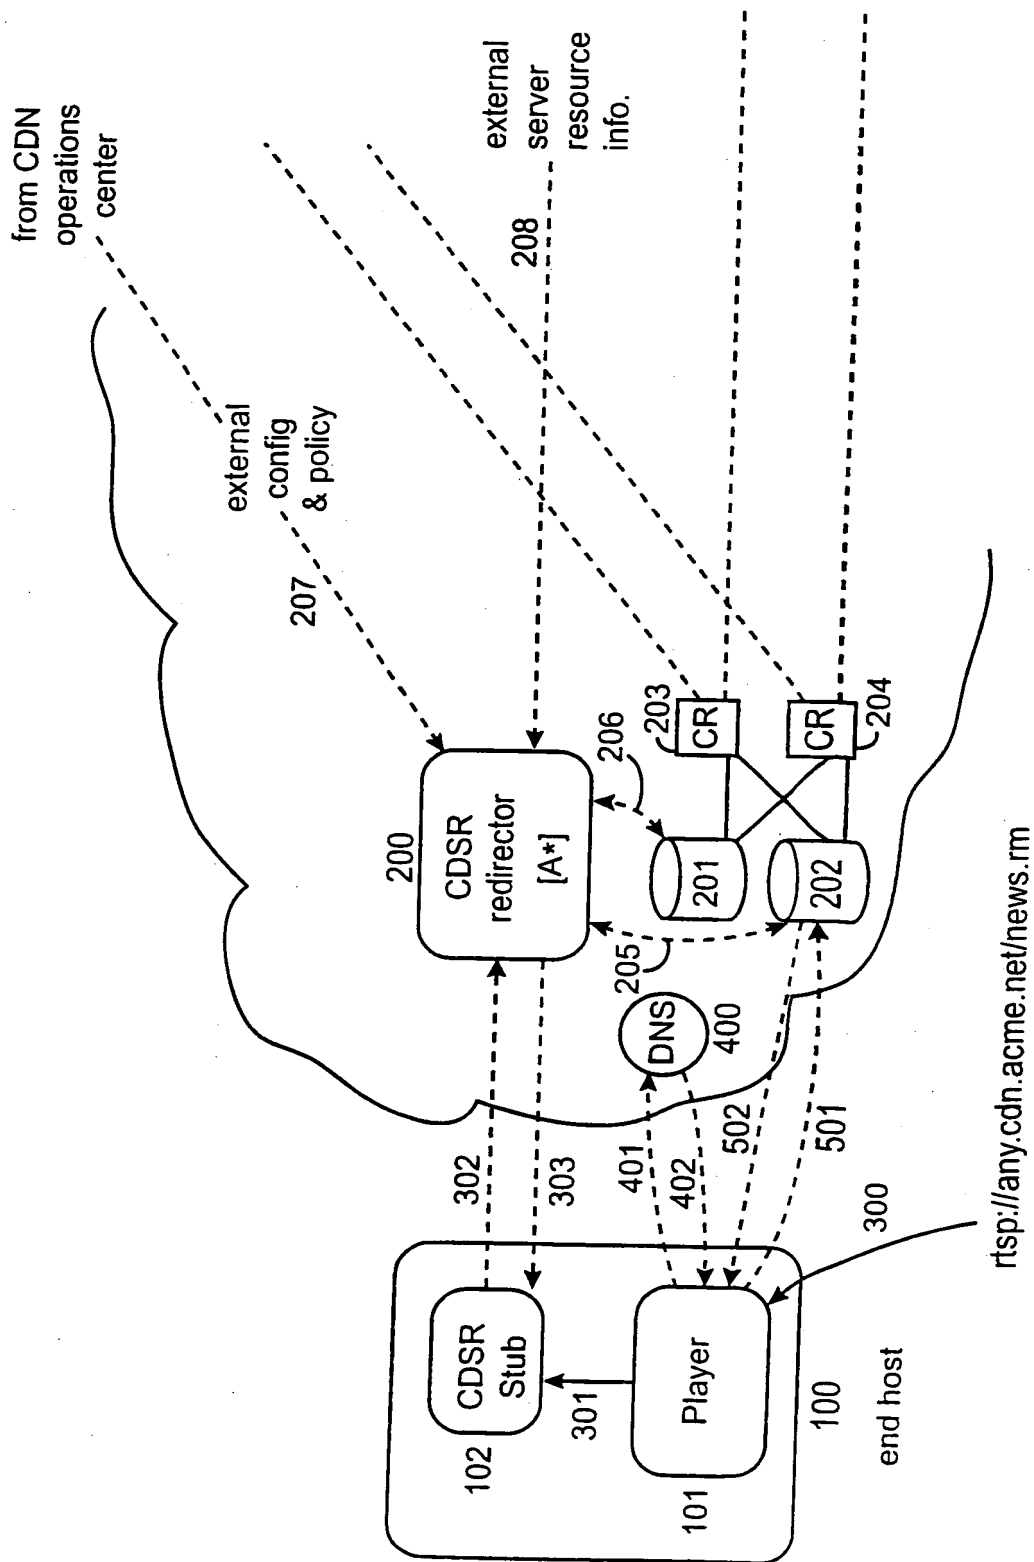 from CDN
operations
center
external
config
& policy
207
external
server
resource
info.
208
200
CDSR
redirector
[A*]
206
203
CR
CR
204
201
202
205
DNS
400
302
303
401
402
502
501
CDSR
Stub
102
301
Player
101
100
end host
300
rtsp://any.cdn.acme.net/news.rm